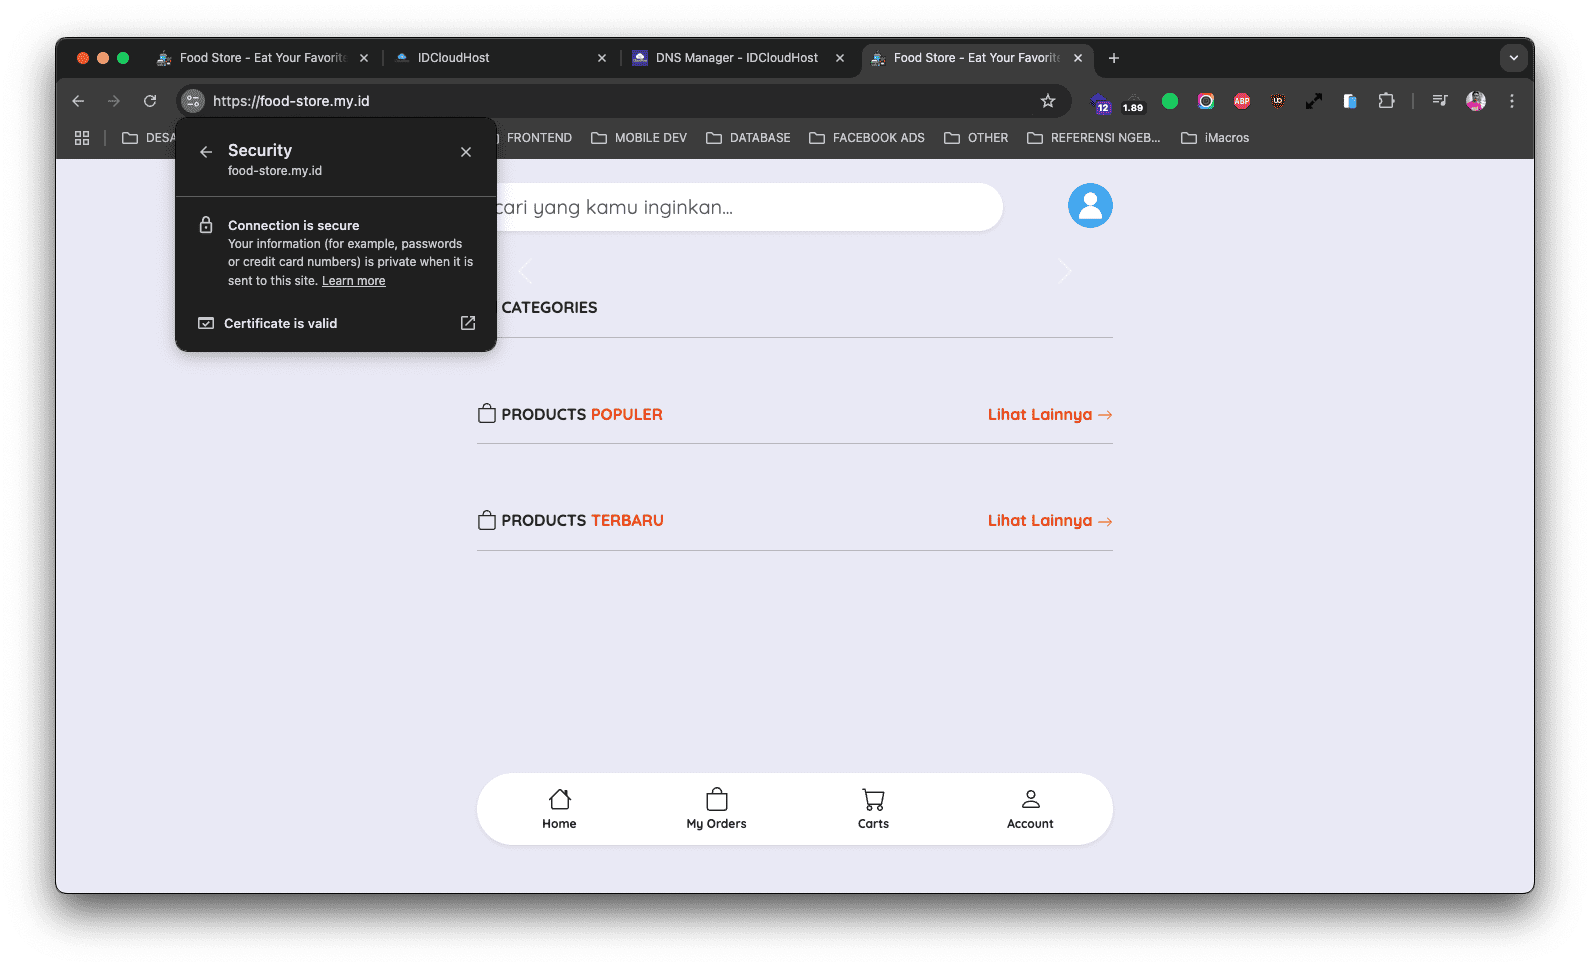 Food Store - Eat Your Favorite
IDCloudHost
DNS Manager - IDCloudHost
Food Store - Eat Your Favorite
https://food-store.my.id
12
1.89
ABP
DESA
FRONTEND
MOBILE DEV
DATABASE
FACEBOOK ADS
OTHER
REFERENSI NGEB...
iMacros
Security
food-store.my.id
Connection is secure
Your information (for example, passwords
or credit card numbers) is private when it is
sent to this site. Learn more
Certificate is valid
cari yang kamu inginkan...
CATEGORIES
PRODUCTS POPULER
Lihat Lainnya →
PRODUCTS TERBARU
Lihat Lainnya →
Home
My Orders
Carts
Account